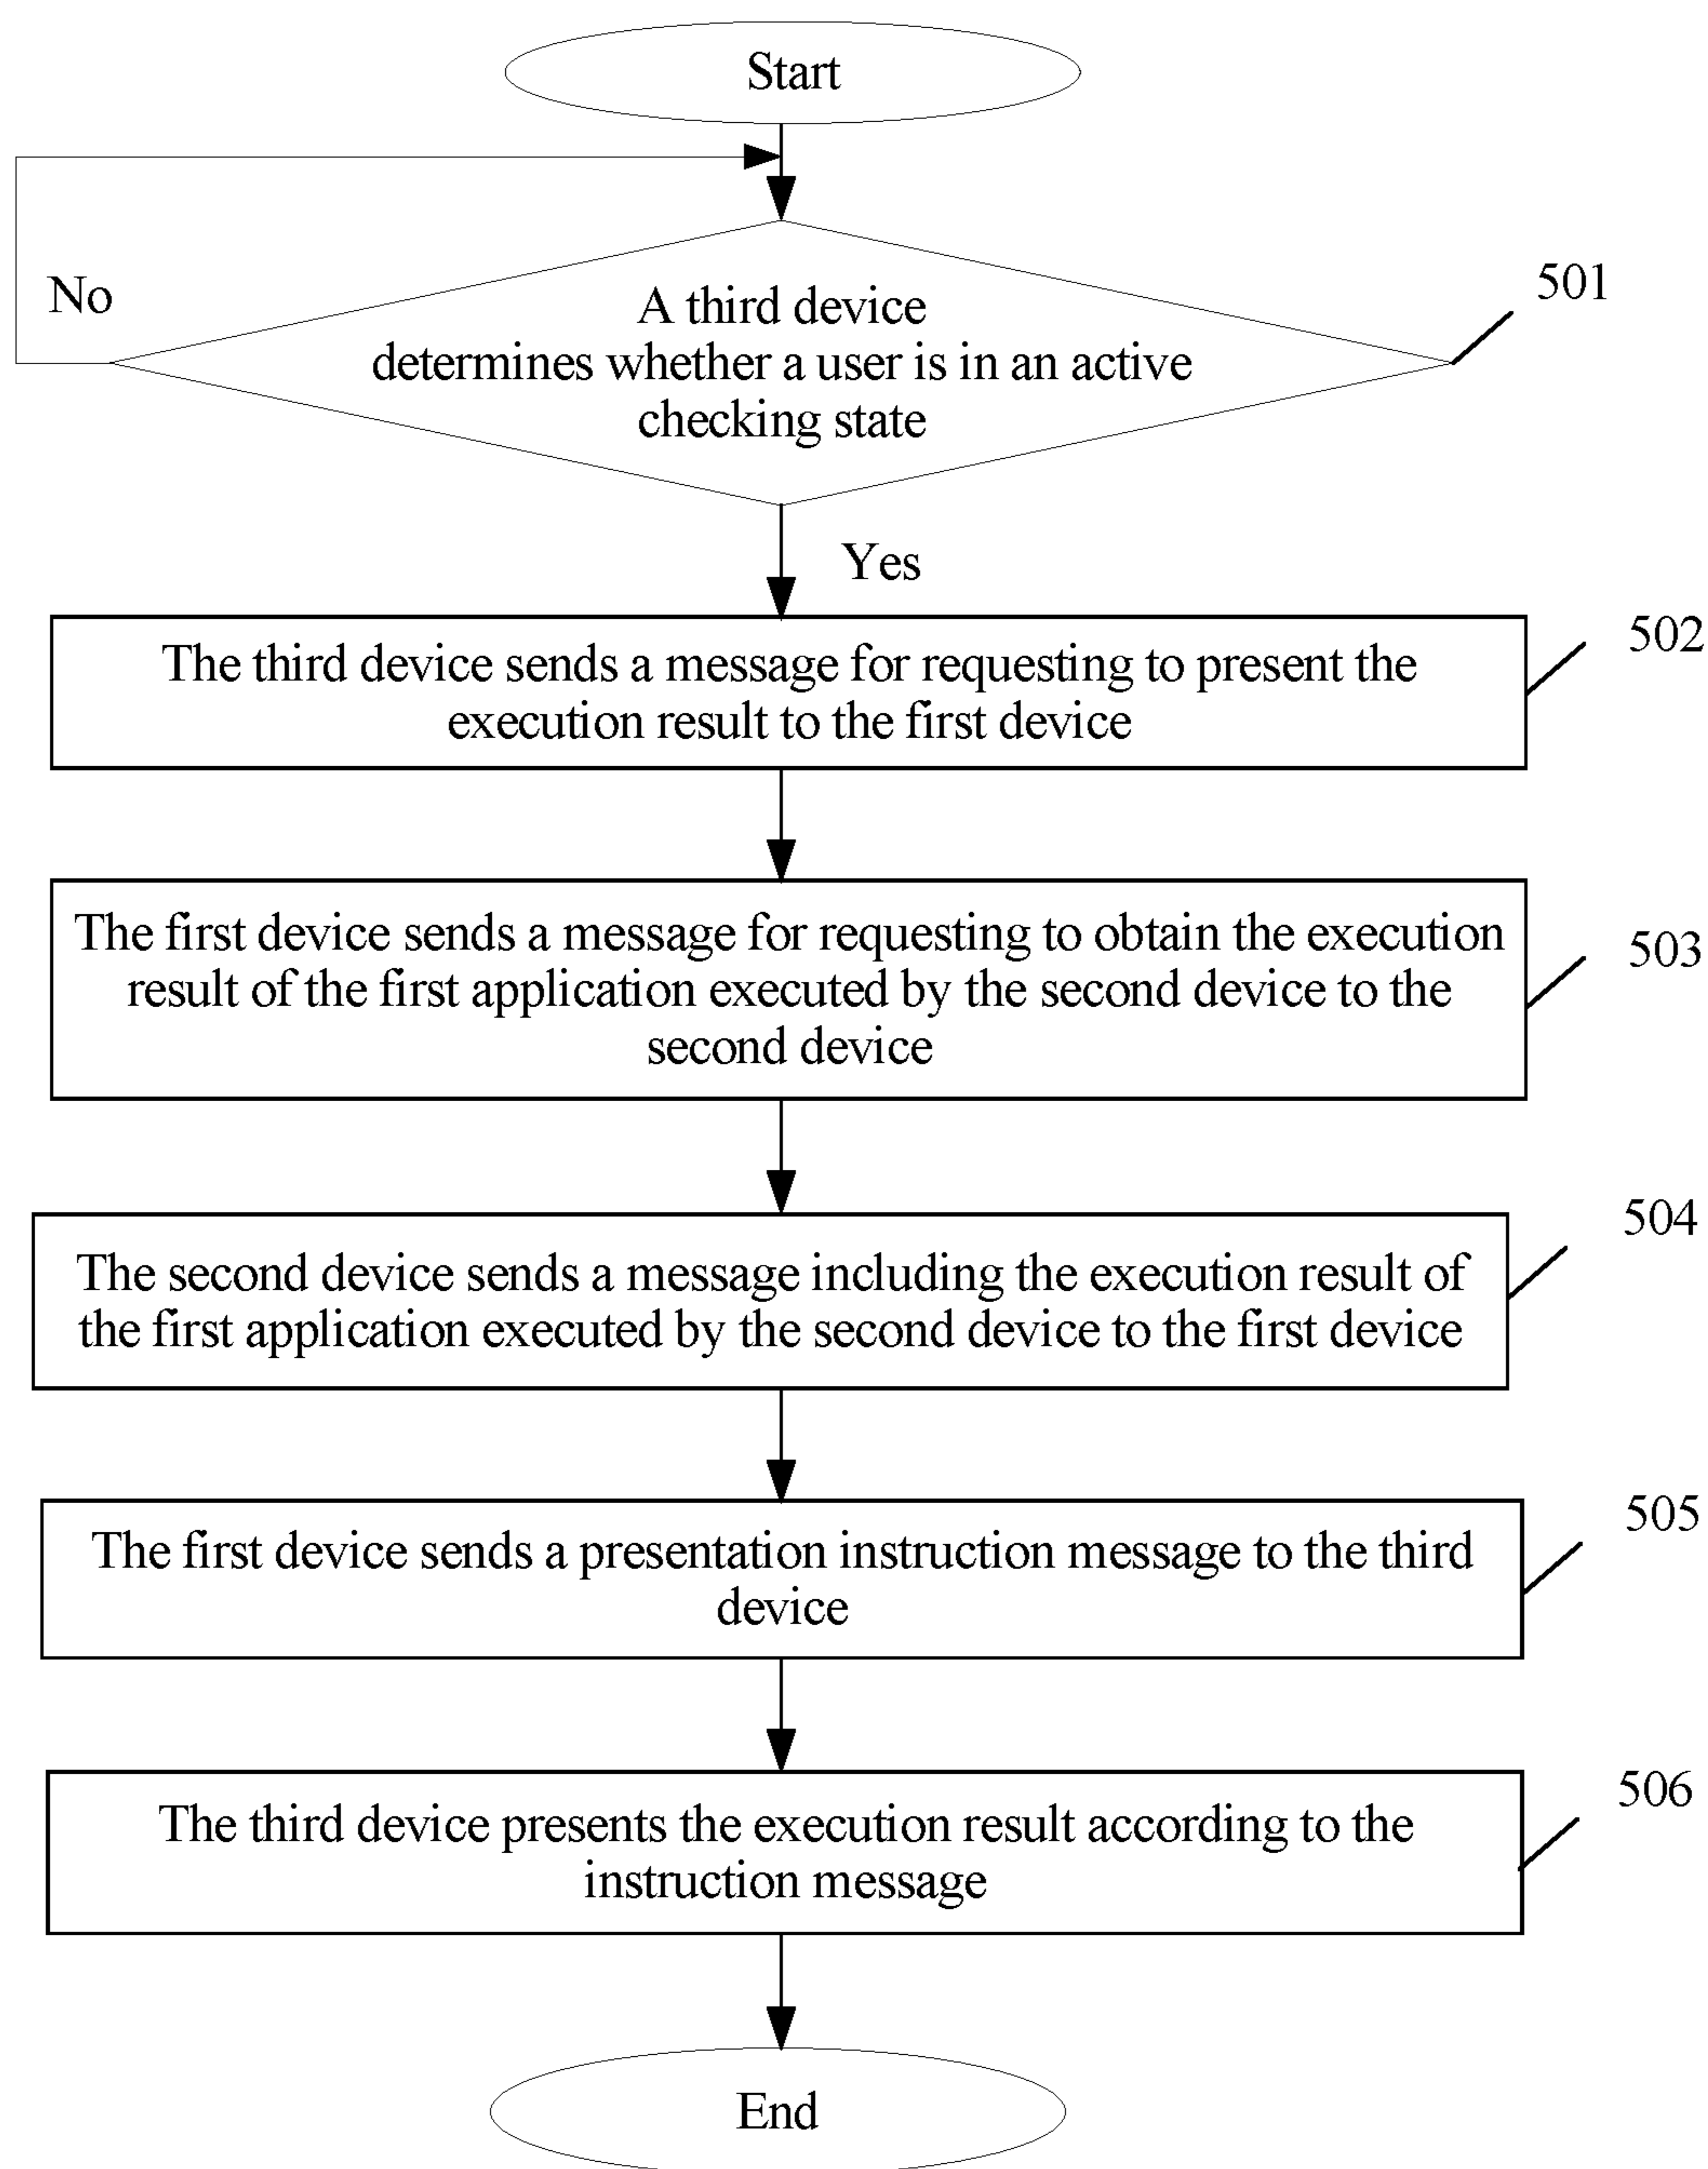 Start
No
A third device
determines whether a user is in an active
checking state
501
Yes
The third device sends a message for requesting to present the
execution result to the first device
502
The first device sends a message for requesting to obtain the execution
result of the first application executed by the second device to the
second device
503
The second device sends a message including the execution result of
the first application executed by the second device to the first device
504
The first device sends a presentation instruction message to the third
device
505
The third device presents the execution result according to the
instruction message
506
End